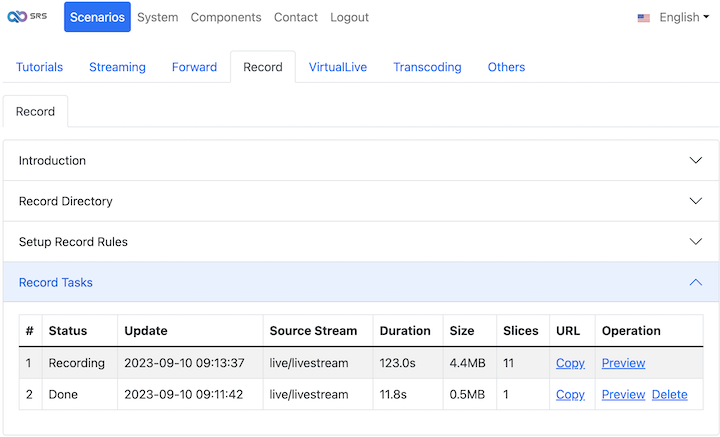 SRS Scenarios System Components Contact Logout English
Tutorials Streaming Forward Record VirtualLive Transcoding Others
Record
Introduction
Record Directory
Setup Record Rules
Record Tasks
# Status Update Source Stream Duration Size Slices URL Operation
1 Recording 2023-09-10 09:13:37 live/livestream 123.0s 4.4MB 11 Copy Preview
2 Done 2023-09-10 09:11:42 live/livestream 11.8s 0.5MB 1 Copy Preview Delete